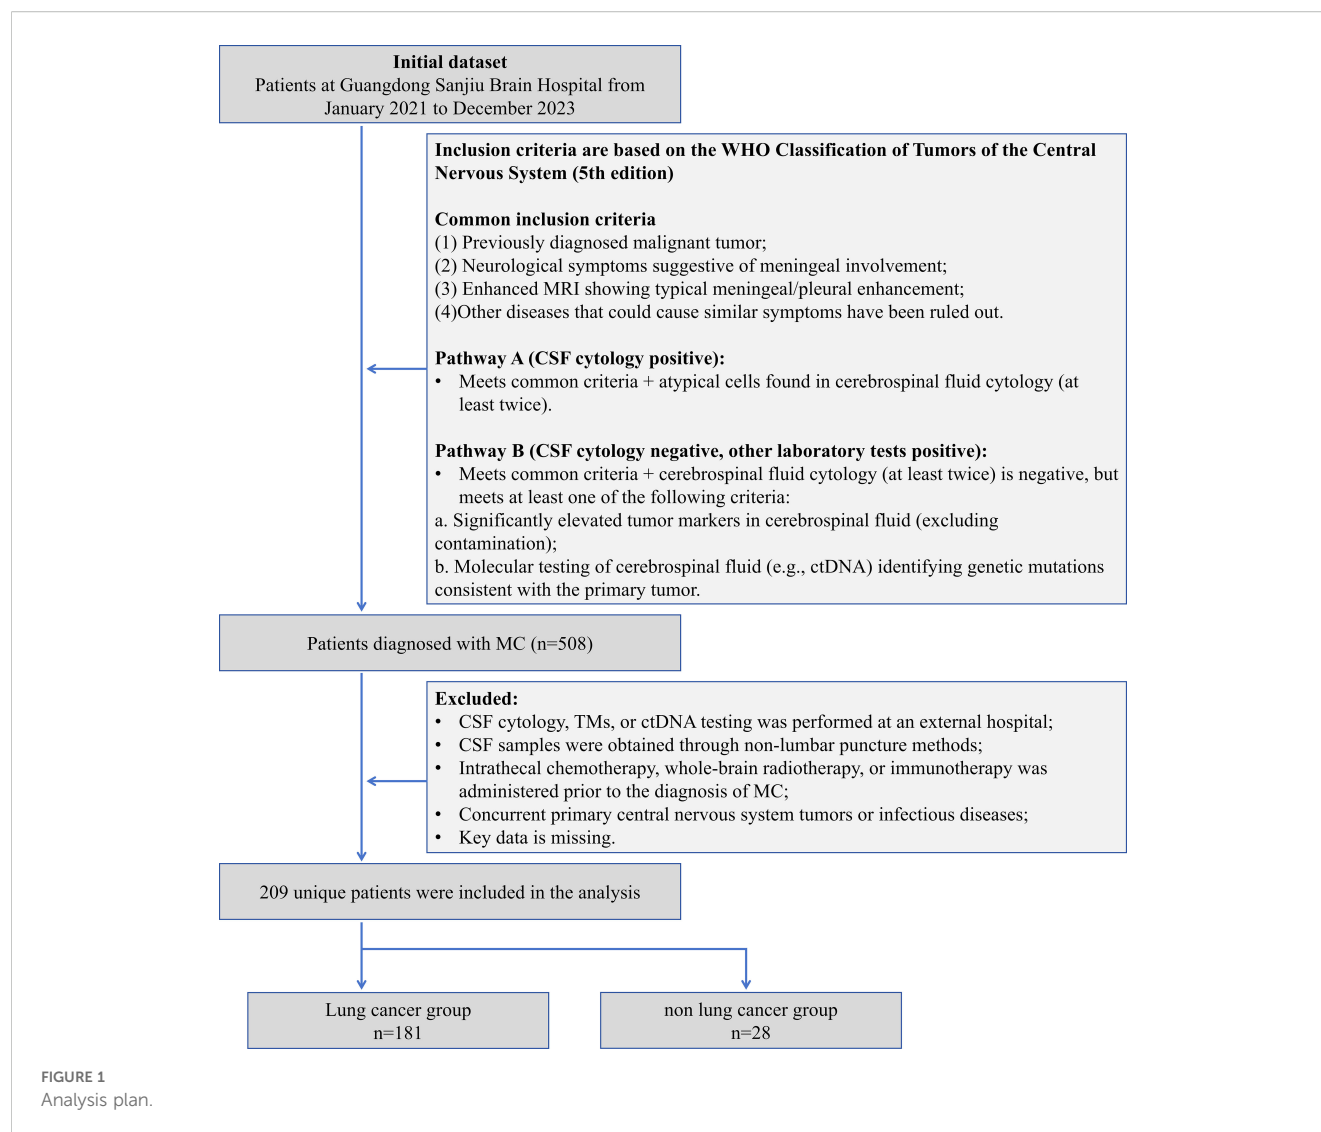 Initial dataset
Patients at Guangdong Sanjiu Brain Hospital from
January 2021 to December 2023
Inclusion criteria are based on the WHO Classification of Tumors of the Central
Nervous System (5th edition)
Common inclusion criteria
(1) Previously diagnosed malignant tumor;
(2) Neurological symptoms suggestive of meningeal involvement;
(3) Enhanced MRI showing typical meningeal/pleural enhancement;
(4)Other diseases that could cause similar symptoms have been ruled out.
Pathway A (CSF cytology positive):
• Meets common criteria + atypical cells found in cerebrospinal fluid cytology (at
least twice).
Pathway B (CSF cytology negative, other laboratory tests positive):
• Meets common criteria + cerebrospinal fluid cytology (at least twice) is negative, but
meets at least one of the following criteria:
a. Significantly elevated tumor markers in cerebrospinal fluid (excluding
contamination);
b. Molecular testing of cerebrospinal fluid (e.g., ctDNA) identifying genetic mutations
consistent with the primary tumor.
Patients diagnosed with MC (n=508)
Excluded:
• CSF cytology, TMs, or ctDNA testing was performed at an external hospital;
• CSF samples were obtained through non-lumbar puncture methods;
• Intrathecal chemotherapy, whole-brain radiotherapy, or immunotherapy was
administered prior to the diagnosis of MC;
• Concurrent primary central nervous system tumors or infectious diseases;
• Key data is missing.
209 unique patients were included in the analysis
Lung cancer group
n=181
non lung cancer group
n=28
FIGURE 1
Analysis plan.